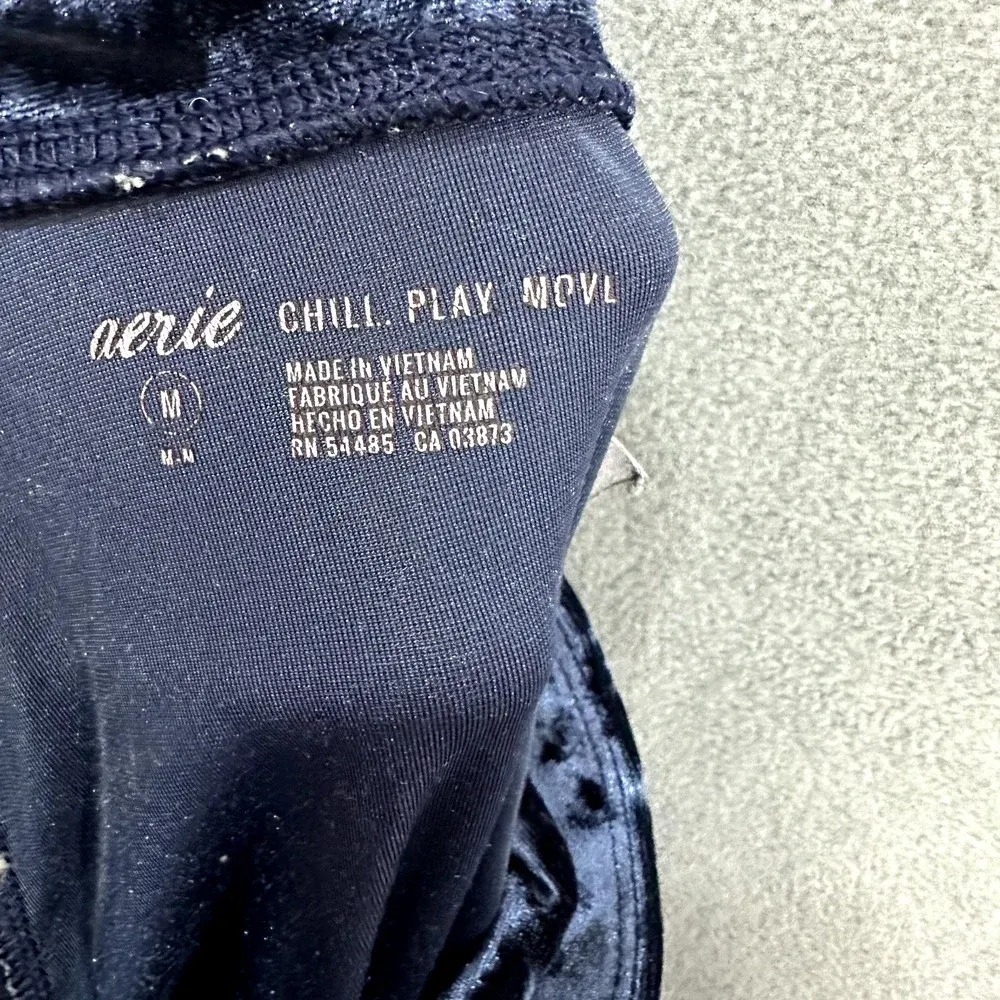 aerie CHILL. PLAY MOVE
M
M-M
MADE IN VIETNAM
FABRIQUE AU VIETNAM
HECHO EN VIETNAM
RN 54485 CA 03873